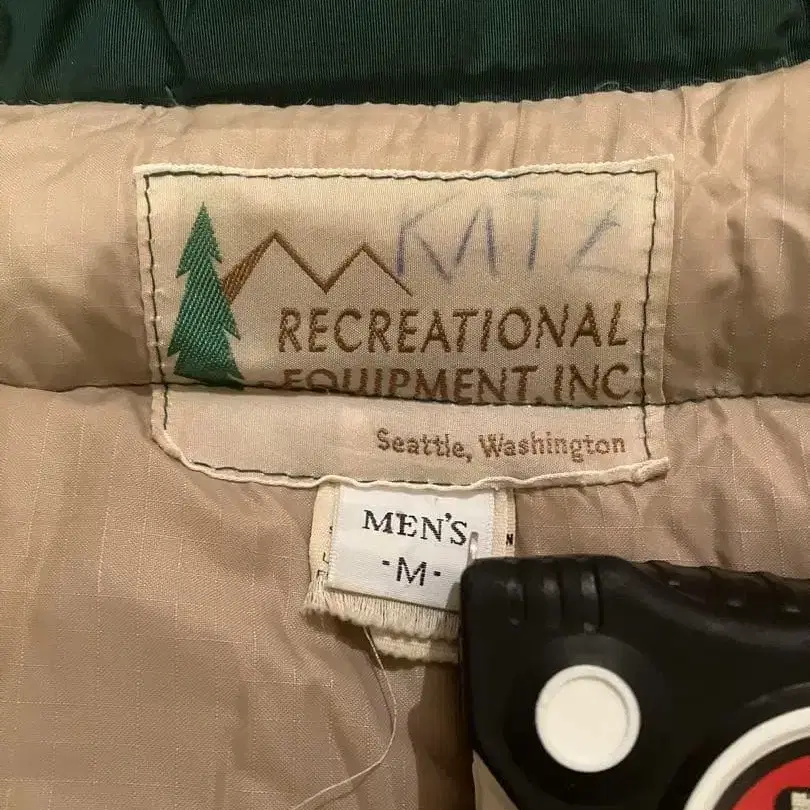 KATZ
RECREATIONAL
EQUIPMENT, INC.
Seattle, Washington
MEN'S
-M-